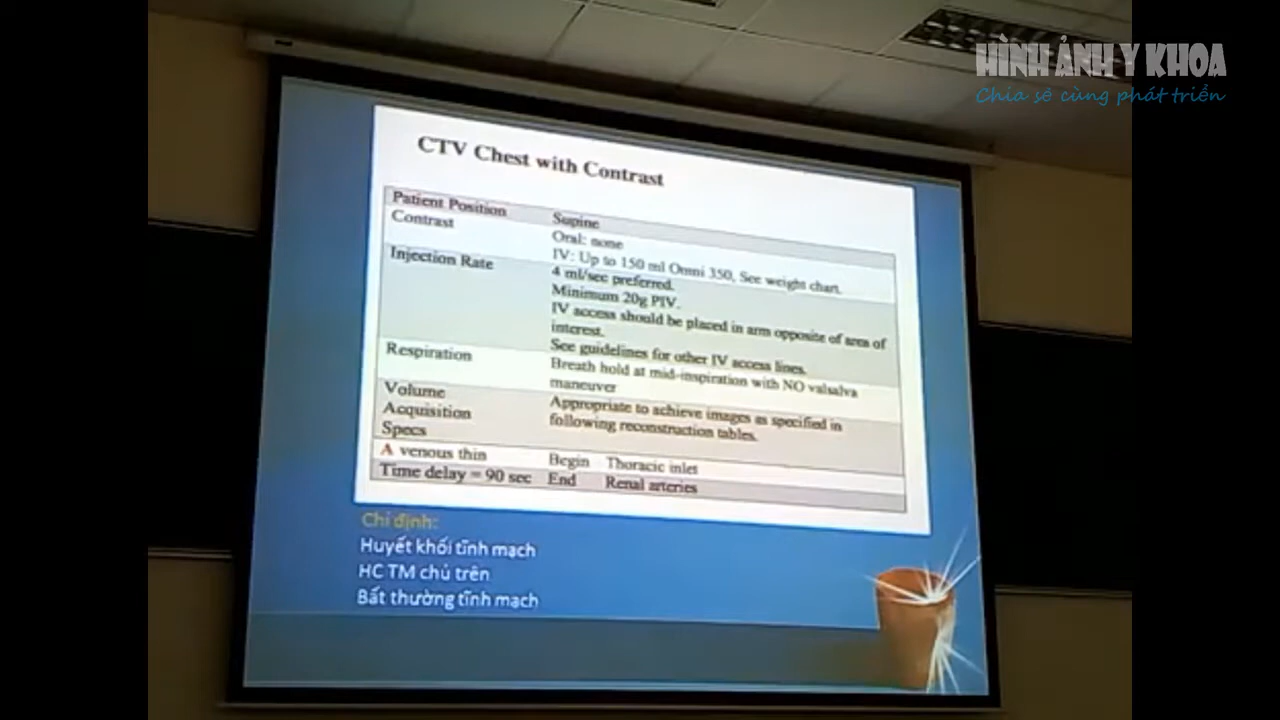 HÌNH ẢNH Y KHOA
Chia sẻ cùng phát triển
CTV Chest with Contrast
Patient Position Supine
Contrast Oral: none
IV: Up to 150 ml Omni 350, See weight chart.
Injection Rate 4 ml/sec preferred.
Minimum 20g PIV.
IV access should be placed in arm opposite of area of
interest.
See guidelines for other IV access lines.
Respiration Breath hold at mid-inspiration with NO valsalva
maneuver
Volume Appropriate to achieve images as specified in
Acquisition following reconstruction tables.
Specs
A venous thin Begin Thoracic inlet
Time delay = 90 sec End Renal arteries
Chỉ định:
Huyết khối tĩnh mạch
HC TM chủ trên
Bất thường tĩnh mạch